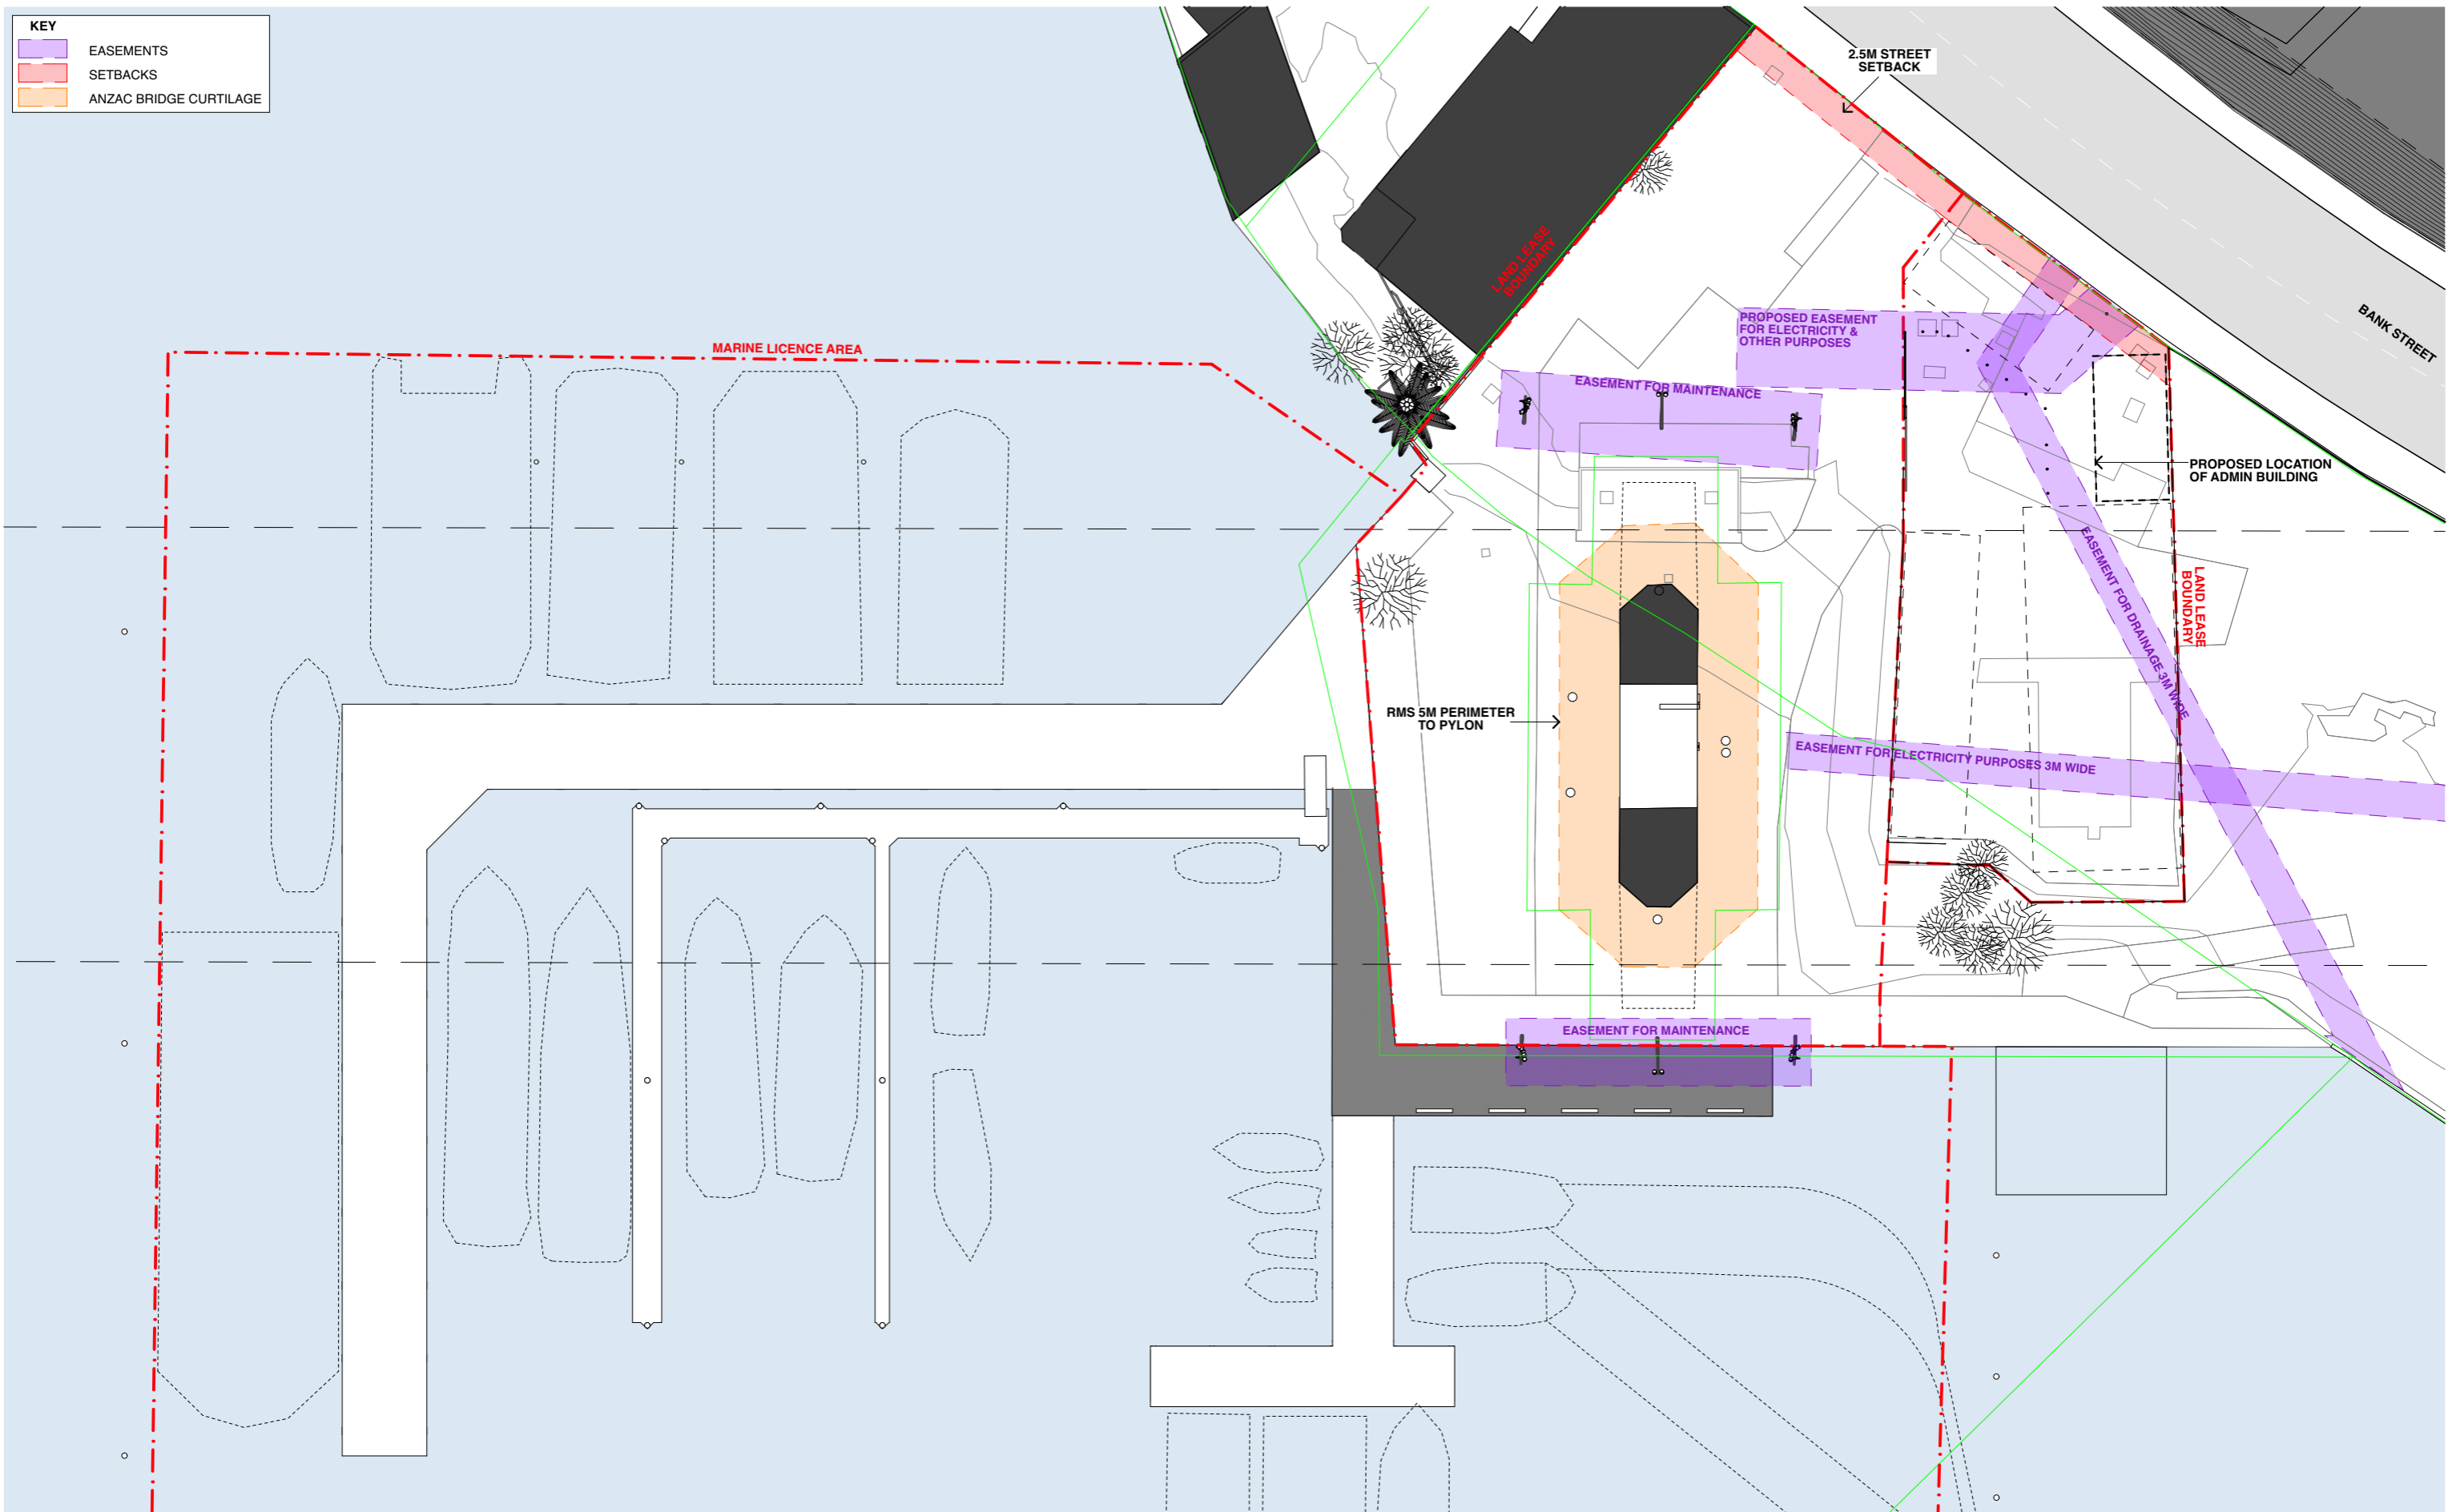 KEY
EASEMENTS
SETBACKS
ANZAC BRIDGE CURTILAGE
2.5M STREET
SETBACK
LAND LEASE
BOUNDARY
BANK STREET
PROPOSED EASEMENT
FOR ELECTRICITY &
OTHER PURPOSES
MARINE LICENCE AREA
EASEMENT FOR MAINTENANCE
PROPOSED LOCATION
OF ADMIN BUILDING
EASEMENT FOR DRAINAGE 3M WIDE
LAND LEASE
BOUNDARY
RMS 5M PERIMETER
TO PYLON
EASEMENT FOR ELECTRICITY PURPOSES 3M WIDE
EASEMENT FOR MAINTENANCE